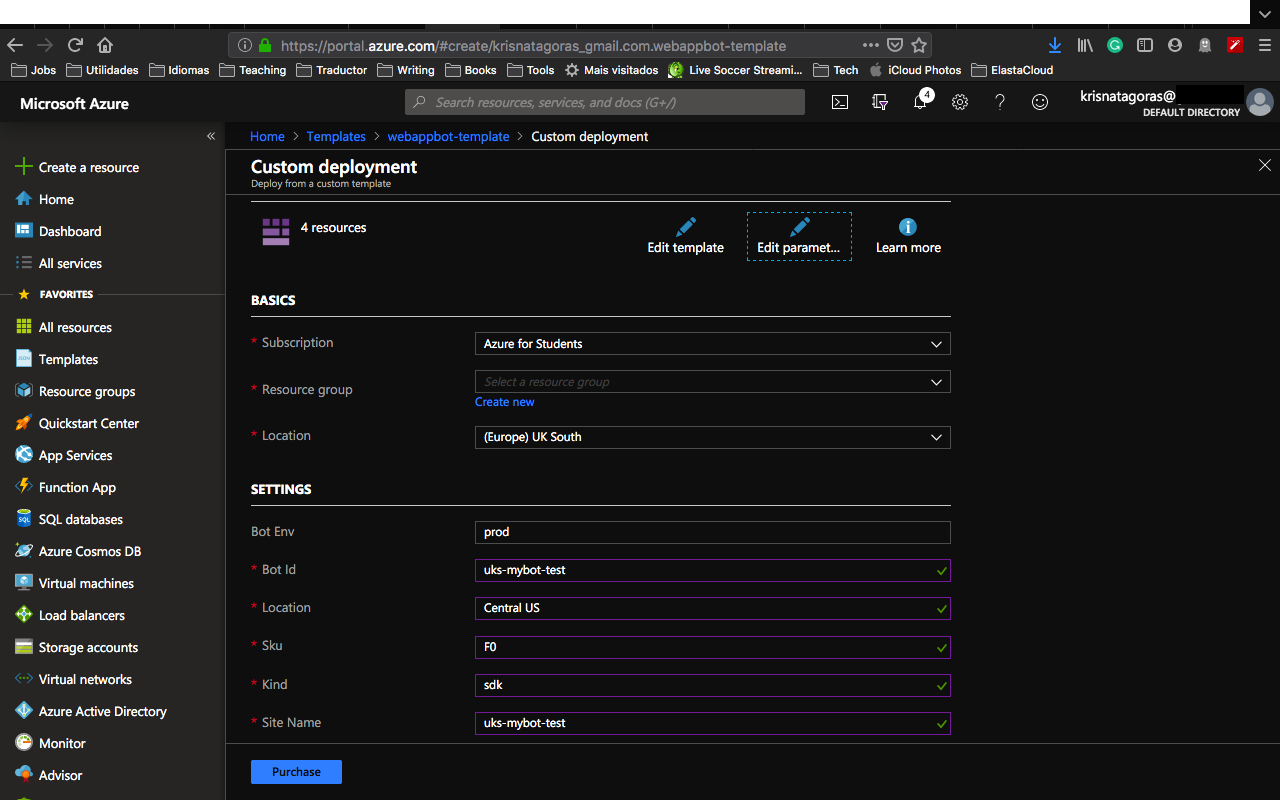 https://portal.azure.com/#create/krisnatagoras_gmail.com.webappbot-template
Jobs Utilidades Idiomas Teaching Traductor Writing Books Tools Mais visitados Live Soccer Streami... Tech iCloud Photos ElastaCloud
Microsoft Azure
Search resources, services, and docs (G+/)
4
krisnatagoras@
DEFAULT DIRECTORY
«
Create a resource
Home
Dashboard
All services
FAVORITES
All resources
Templates
Resource groups
Quickstart Center
App Services
Function App
SQL databases
Azure Cosmos DB
Virtual machines
Load balancers
Storage accounts
Virtual networks
Azure Active Directory
Monitor
Advisor
Home > Templates > webappbot-template > Custom deployment
Custom deployment
Deploy from a custom template
4 resources
Edit template
Edit paramet...
Learn more
BASICS
* Subscription
Azure for Students
* Resource group
Select a resource group
Create new
* Location
(Europe) UK South
SETTINGS
Bot Env
prod
* Bot Id
uks-mybot-test
* Location
Central US
* Sku
F0
* Kind
sdk
* Site Name
uks-mybot-test
Purchase